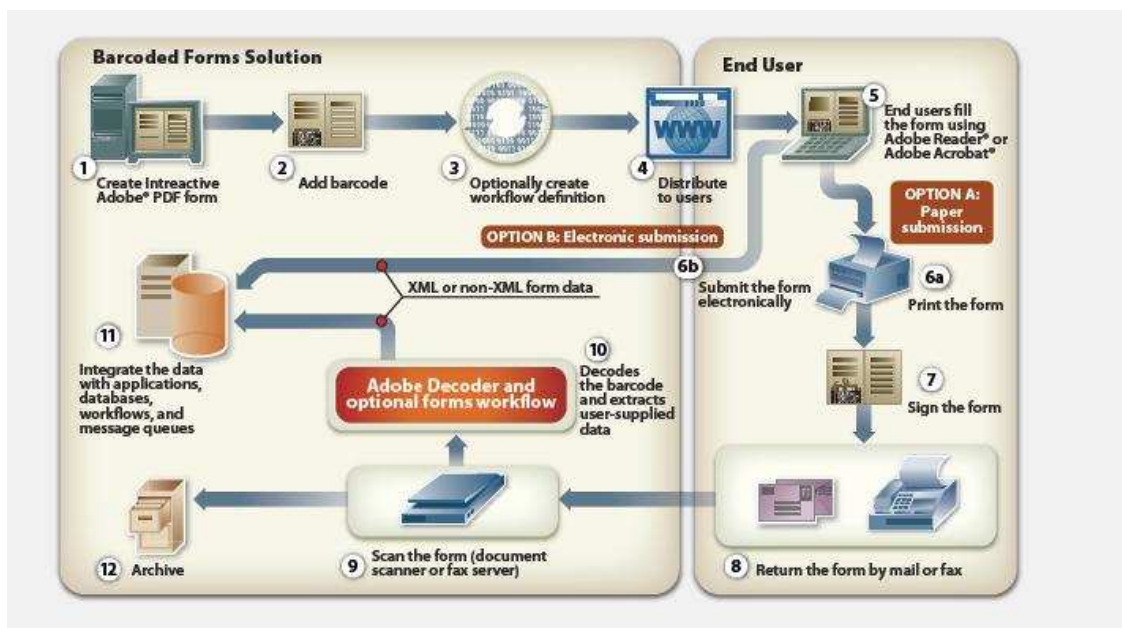 Barcoded Forms Solution
End User
1
Create Intreactive
Adobe® PDF form
2
Add barcode
3
Optionally create
workflow definition
www
4
Distribute
to users
5
End users fill
the form using
Adobe Reader® or
Adobe Acrobat®
OPTION A:
Paper
submission
OPTION B: Electronic submission
6b
Submit the form
electronically
6a
Print the form
XML or non-XML form data
7
Sign the form
8
Return the form by mail or fax
9
Scan the form (document
scanner or fax server)
Adobe Decoder and
optional forms workflow
10
Decodes
the barcode
and extracts
user-supplied
data
11
Integrate the data
with applications,
databases,
workflows, and
message queues
12
Archive